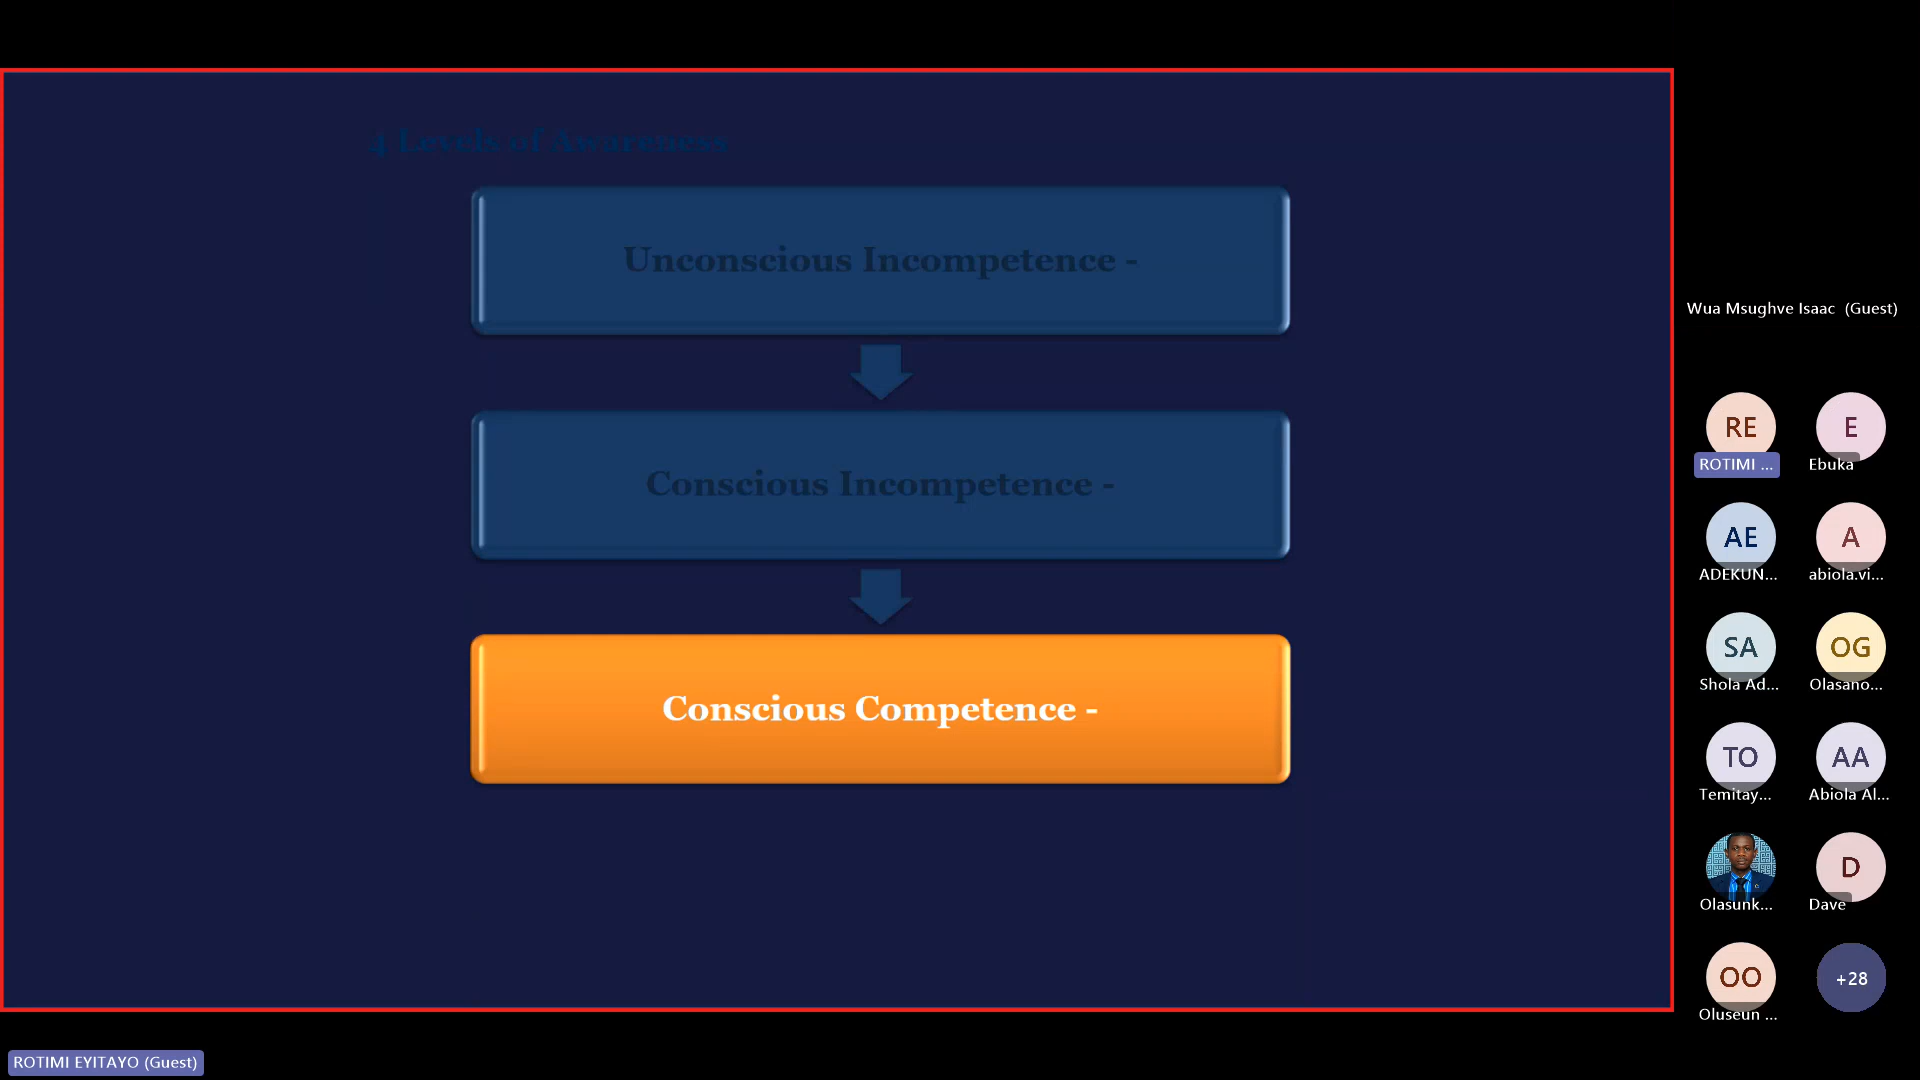 4 Levels of Awareness
Unconscious Incompetence -
Conscious Incompetence -
Conscious Competence -
Wua Msughve Isaac (Guest)
RE
E
ROTIMI ...
Ebuka
AE
A
ADEKUN...
abiola.vi...
SA
OG
Shola Ad...
Olasano...
TO
AA
Temitay...
Abiola Al...
D
Olasunk...
Dave
OO
+28
Oluseun ...
ROTIMI EYITAYO (Guest)